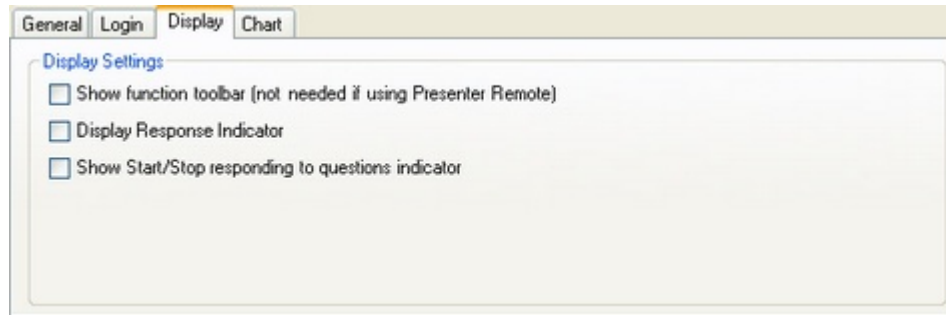 General Login Display Chart
Display Settings
Show function toolbar (not needed if using Presenter Remote)
Display Response Indicator
Show Start/Stop responding to questions indicator